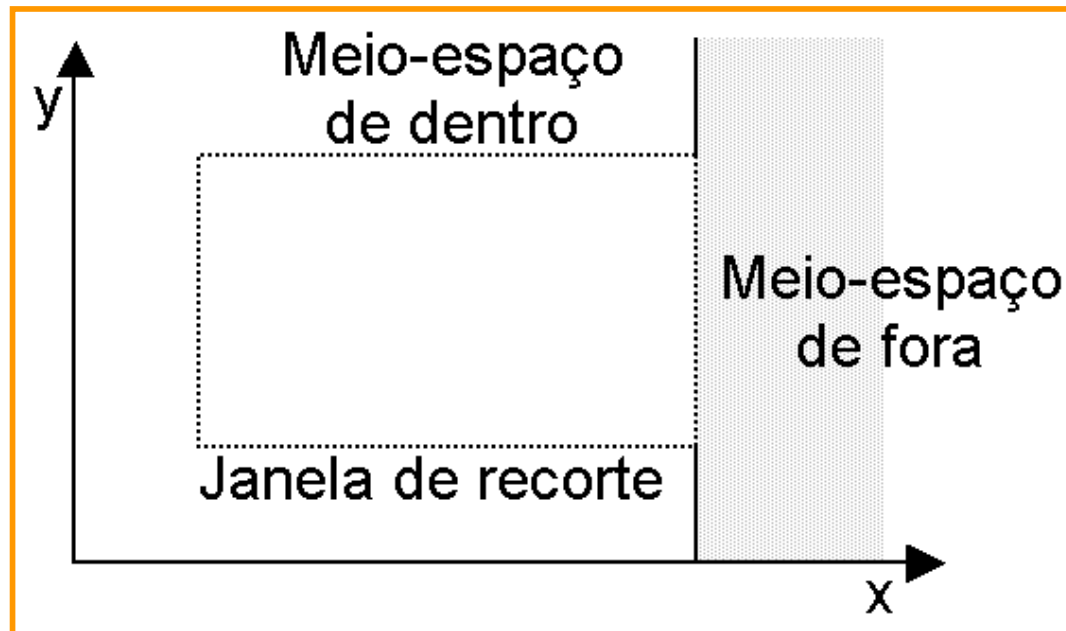 Meio-espaço
de dentro
y
Meio-espaço
de fora
Janela de recorte
x